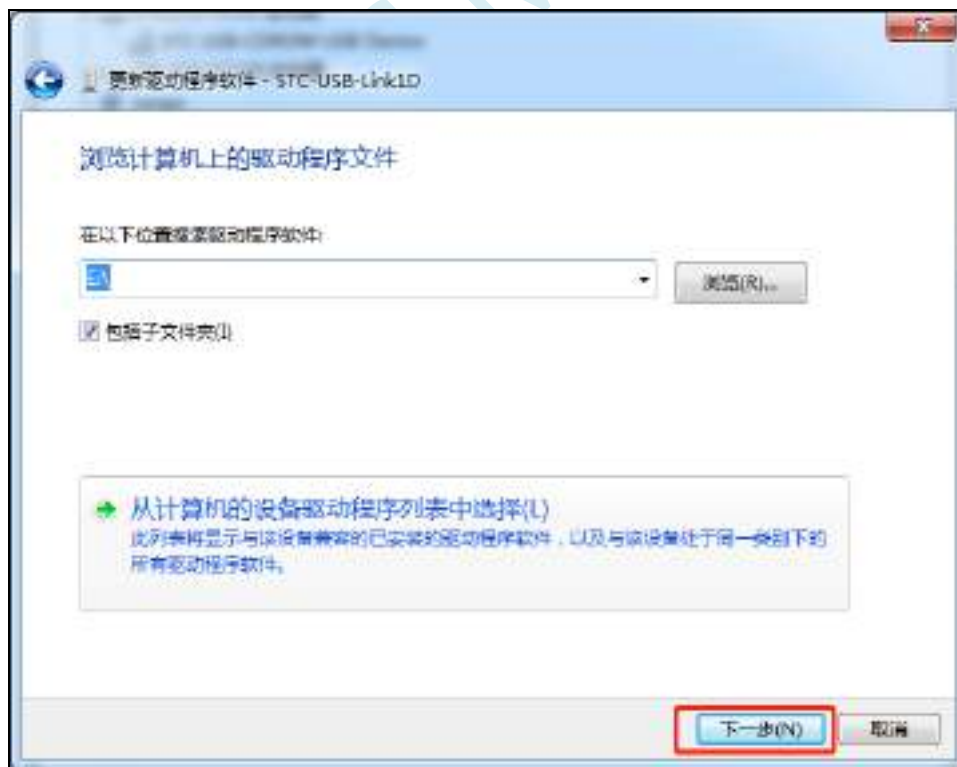 更新驱动程序软件 - STC-USB-Link1D
浏览计算机上的驱动程序文件
在以下位置搜索驱动程序软件:
E:\
浏览(R)...
包括子文件夹(I)
从计算机的设备驱动程序列表中选择(L)
此列表将显示与该设备兼容的已安装的驱动程序软件，以及与该设备处于同一类别下的
所有驱动程序软件。
下一步(N)
取消